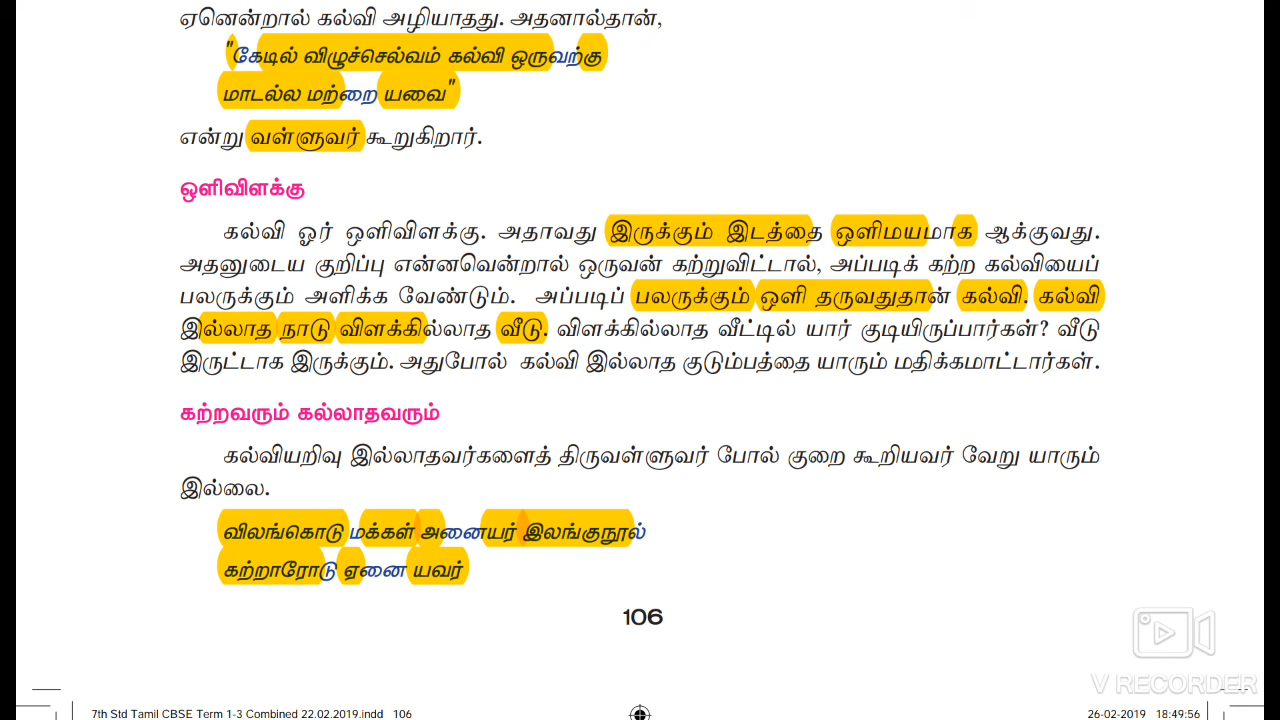 ஏனென்றால் கல்வி அழியாதது. அதனால்தான்,
"கேடில் விழுச்செல்வம் கல்வி ஒருவற்கு
மாடல்ல மற்றை யவை"
என்று வள்ளுவர் கூறுகிறார்.
ஒளிவிளக்கு
கல்வி ஓர் ஒளிவிளக்கு. அதாவது இருக்கும் இடத்தை ஒளிமயமாக ஆக்குவது.
அதனுடைய குறிப்பு என்னவென்றால் ஒருவன் கற்றுவிட்டால், அப்படிக் கற்ற கல்வியைப்
பலருக்கும் அளிக்க வேண்டும். அப்படிப் பலருக்கும் ஒளி தருவதுதான் கல்வி. கல்வி
இல்லாத நாடு விளக்கில்லாத வீடு. விளக்கில்லாத வீட்டில் யார் குடியிருப்பார்கள்? வீடு
இருட்டாக இருக்கும். அதுபோல் கல்வி இல்லாத குடும்பத்தை யாரும் மதிக்கமாட்டார்கள்.
கற்றவரும் கல்லாதவரும்
கல்வியறிவு இல்லாதவர்களைத் திருவள்ளுவர் போல் குறை கூறியவர் வேறு யாரும்
இல்லை.
விலங்கொடு மக்கள் அனையர் இலங்குநூல்
கற்றாரோடு ஏனை யவர்
106
V RECORDER
7th Std Tamil CBSE Term 1-3 Combined 22.02.2019.indd 106
26-02-2019 18:49:56